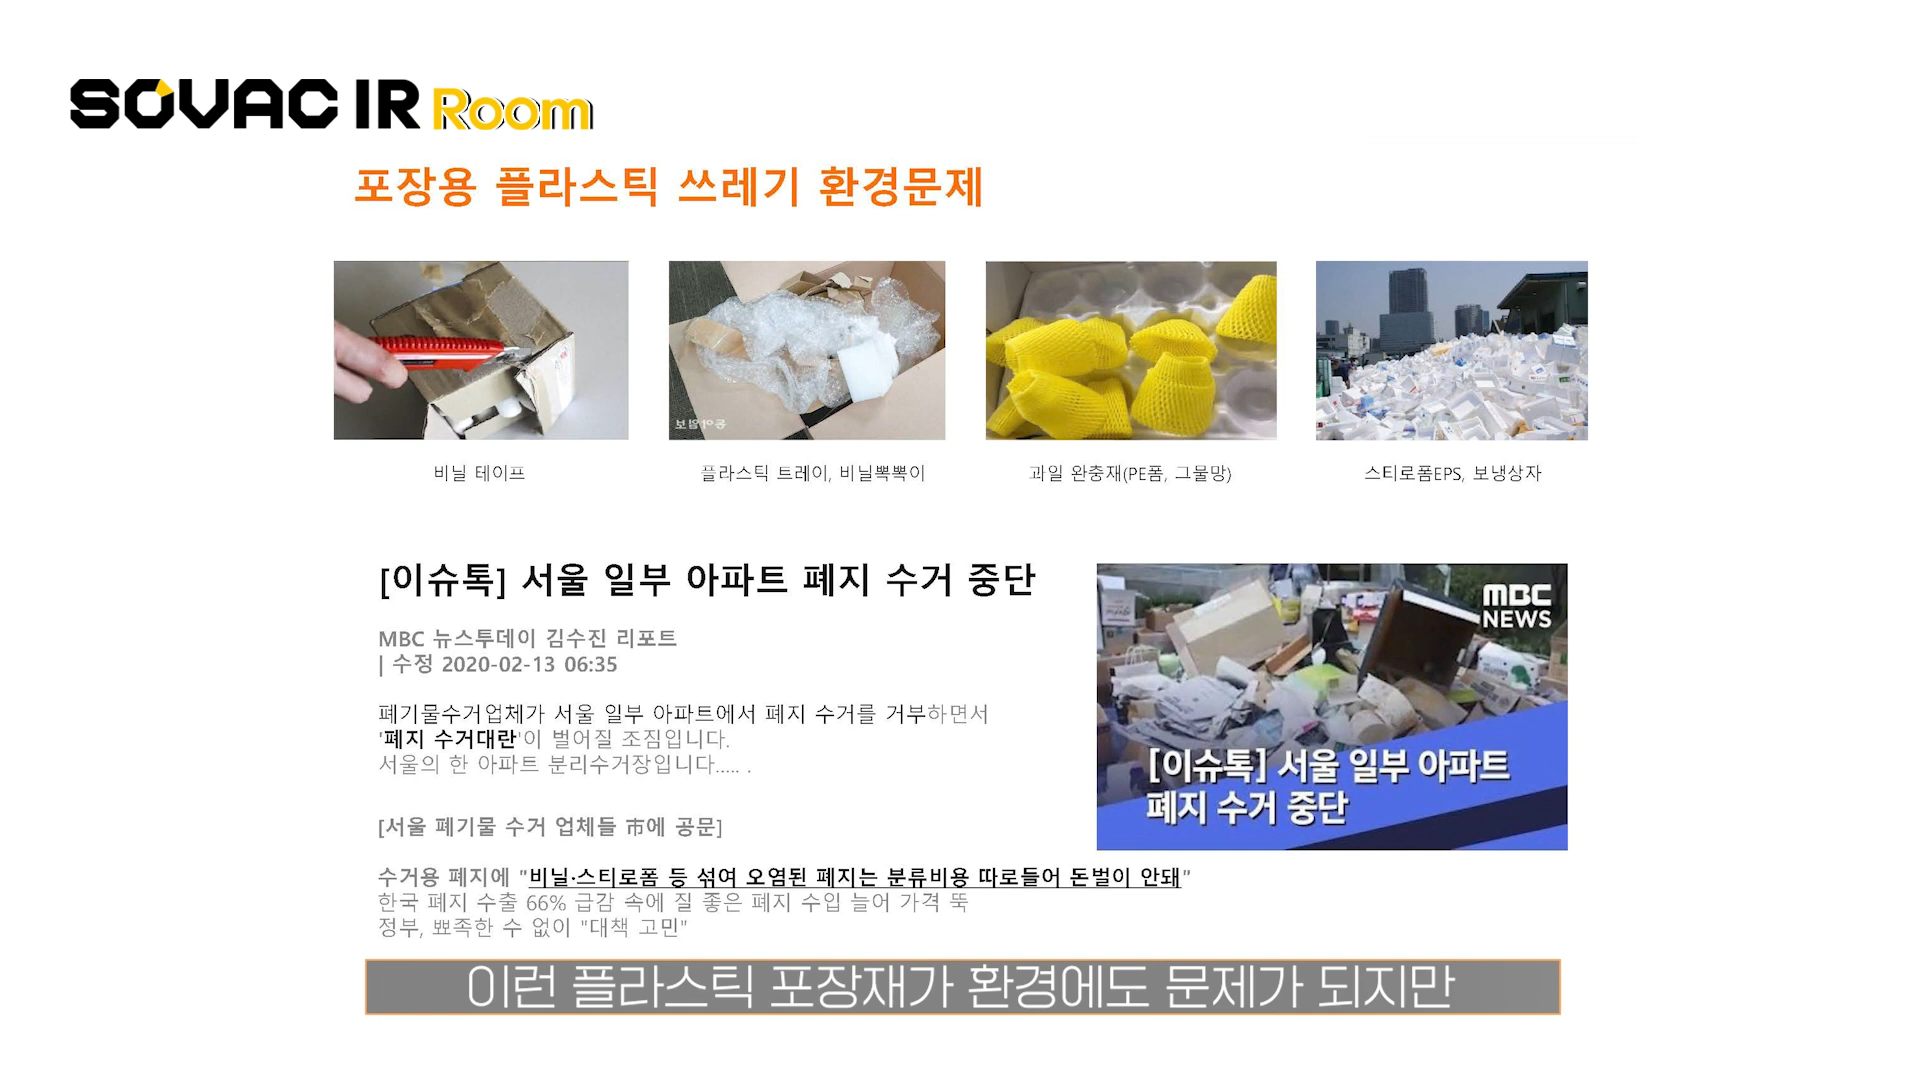 SOVAC IR Room
포장용 플라스틱 쓰레기 환경문제
동아일보
비닐 테이프
플라스틱 트레이, 비닐뽁뽁이
과일 완충재(PE폼, 그물망)
스티로폼EPS, 보냉상자
[이슈톡] 서울 일부 아파트 폐지 수거 중단
MBC 뉴스투데이 김수진 리포트
| 수정 2020-02-13 06:35
폐기물수거업체가 서울 일부 아파트에서 폐지 수거를 거부하면서
'폐지 수거대란'이 벌어질 조짐입니다.
서울의 한 아파트 분리수거장입니다..... .
[서울 폐기물 수거 업체들 市에 공문]
수거용 폐지에 "비닐·스티로폼 등 섞여 오염된 폐지는 분류비용 따로들어 돈벌이 안돼"
한국 폐지 수출 66% 급감 속에 질 좋은 폐지 수입 늘어 가격 뚝
정부, 뾰족한 수 없이 "대책 고민"
MBC
NEWS
[이슈톡] 서울 일부 아파트
폐지 수거 중단
이런 플라스틱 포장재가 환경에도 문제가 되지만